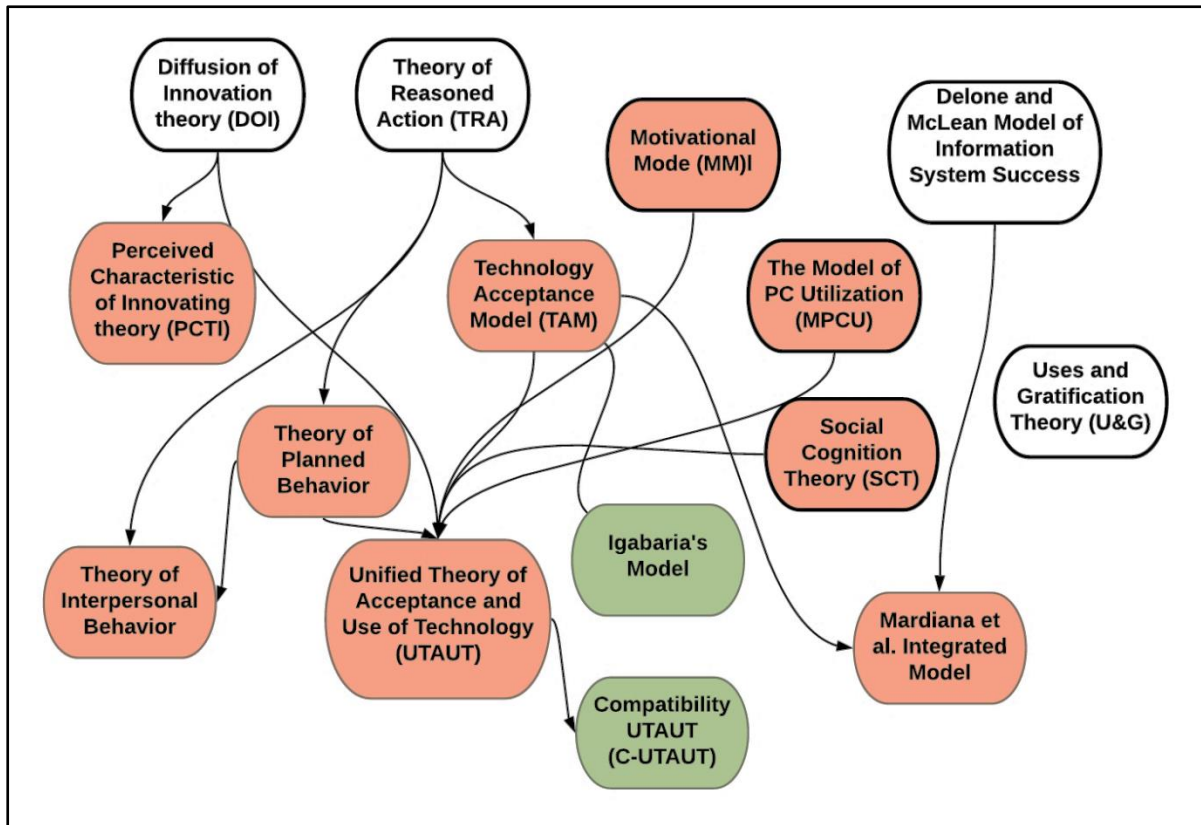 Diffusion of
Innovation
theory (DOI)
Theory of
Reasoned
Action (TRA)
Motivational
Mode (MM)l
Delone and
McLean Model of
Information
System Success
Perceived
Characteristic
of Innovating
theory (PCTI)
Technology
Acceptance
Model (TAM)
The Model of
PC Utilization
(MPCU)
Uses and
Gratification
Theory (U&G)
Theory of
Planned
Behavior
Social
Cognition
Theory (SCT)
Theory of
Interpersonal
Behavior
Unified Theory of
Acceptance and
Use of Technology
(UTAUT)
Igabaria's
Model
Mardiana et
al. Integrated
Model
Compatibility
UTAUT
(C-UTAUT)